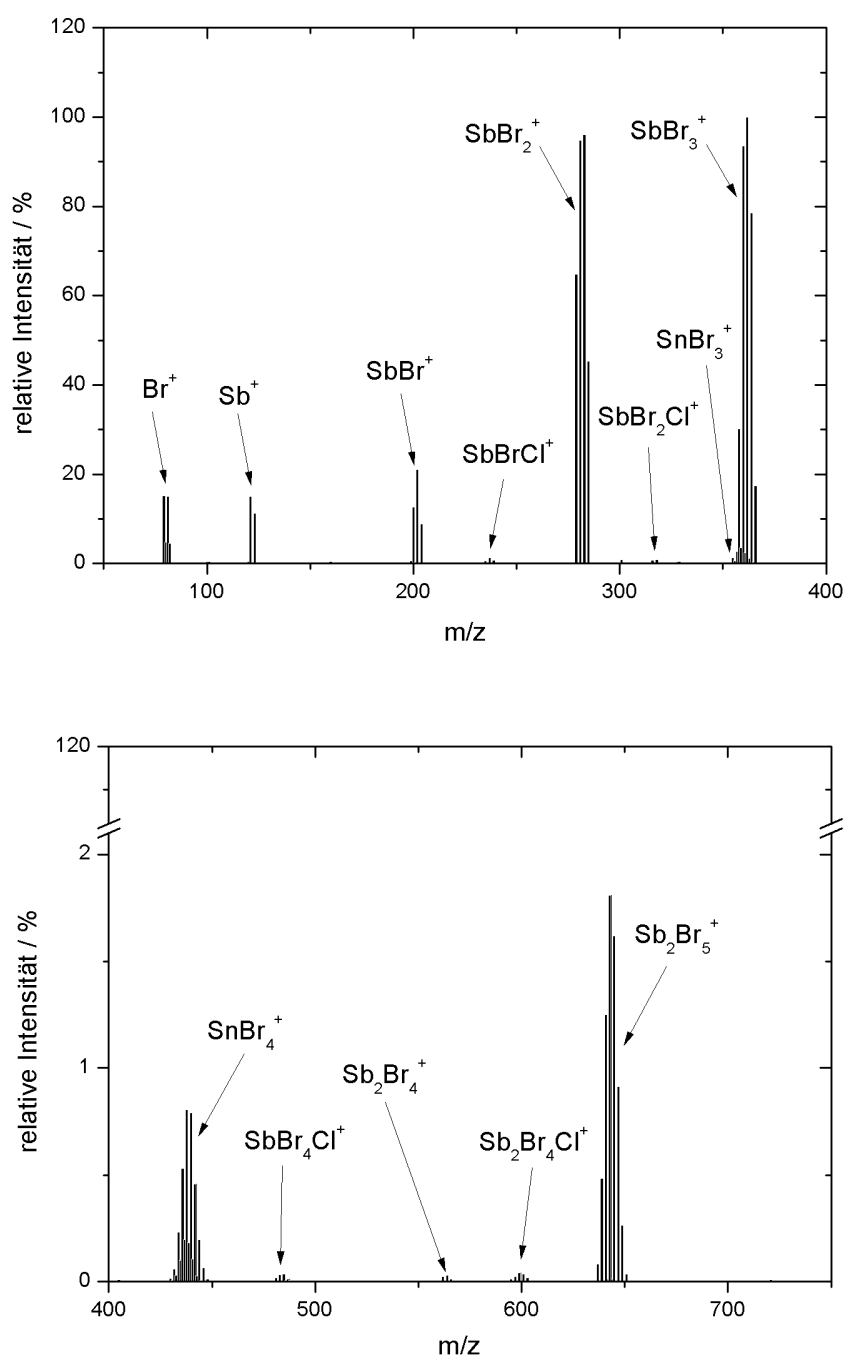 120
100
80
60
40
20
0
relative Intensität / %
SbBr₂⁺
SbBr₃⁺
SnBr₃⁺
SbBr⁺
Br⁺
Sb⁺
SbBr₂Cl⁺
SbBrCl⁺
100 200 300 400
m/z
120
2
1
0
relative Intensität / %
Sb₂Br₅⁺
SnBr₄⁺
Sb₂Br₄⁺
SbBr₄Cl⁺
Sb₂Br₄Cl⁺
400 500 600 700
m/z